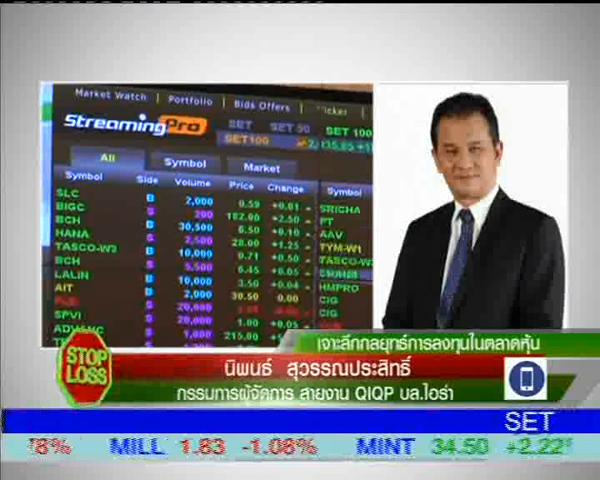 Market Watch | Portfolio | Bids Offers | Ticker
StreamingPro SET SET 50 SET 100
SET100
All Symbol Market
Symbol Side Volume Price Change Symbol
SLC B 2,000 0.59 +0.01 SRICHA
BIGC S 200 182.00 +2.50 PT
BCH B 30,500 6.50 +0.10 AAV
HANA S 2,500 28.00 +1.25 TYM-W1
TASCO-W3 B 10,000 0.71 +0.50 TASCO-W3
BCH S 5,500 6.45 +0.05
LALIN B 10,000 3.50 +0.04 HMPRO
AIT B 2,000 30.50 0.00 CIG
S 20,000 CIG
SPVI S 1.00 +0.05
ADVANC S 215.00
เจาะลึกกลยุทธ์การลงทุนในตลาดหุ้น
STOP LOSS
นิพนธ์ สุวรรณประสิทธิ์
กรรมการผู้จัดการ สายงาน QIQP บล.ไอร่า
SET
8% MILL 1.83 -1.08% MINT 34.50 +2.22%